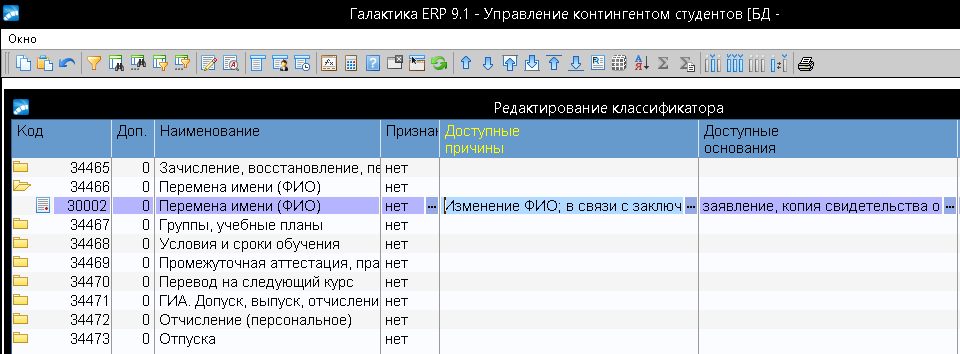 Галактика ERP 9.1 - Управление контингентом студентов [БД -
Окно
Редактирование классификатора
Код Доп. Наименование Признак Доступные причины Доступные основания
34465 0 Зачисление, восстановление, пе нет
34466 0 Перемена имени (ФИО) нет
30002 0 Перемена имени (ФИО) нет ... Изменение ФИО; в связи с заключ ... заявление, копия свидетельства о ...
34467 0 Группы, учебные планы нет
34468 0 Условия и сроки обучения нет
34469 0 Промежуточная аттестация, пра нет
34470 0 Перевод на следующий курс нет
34471 0 ГИА. Допуск, выпуск, отчислени нет
34472 0 Отчисление (персональное) нет
34473 0 Отпуска нет